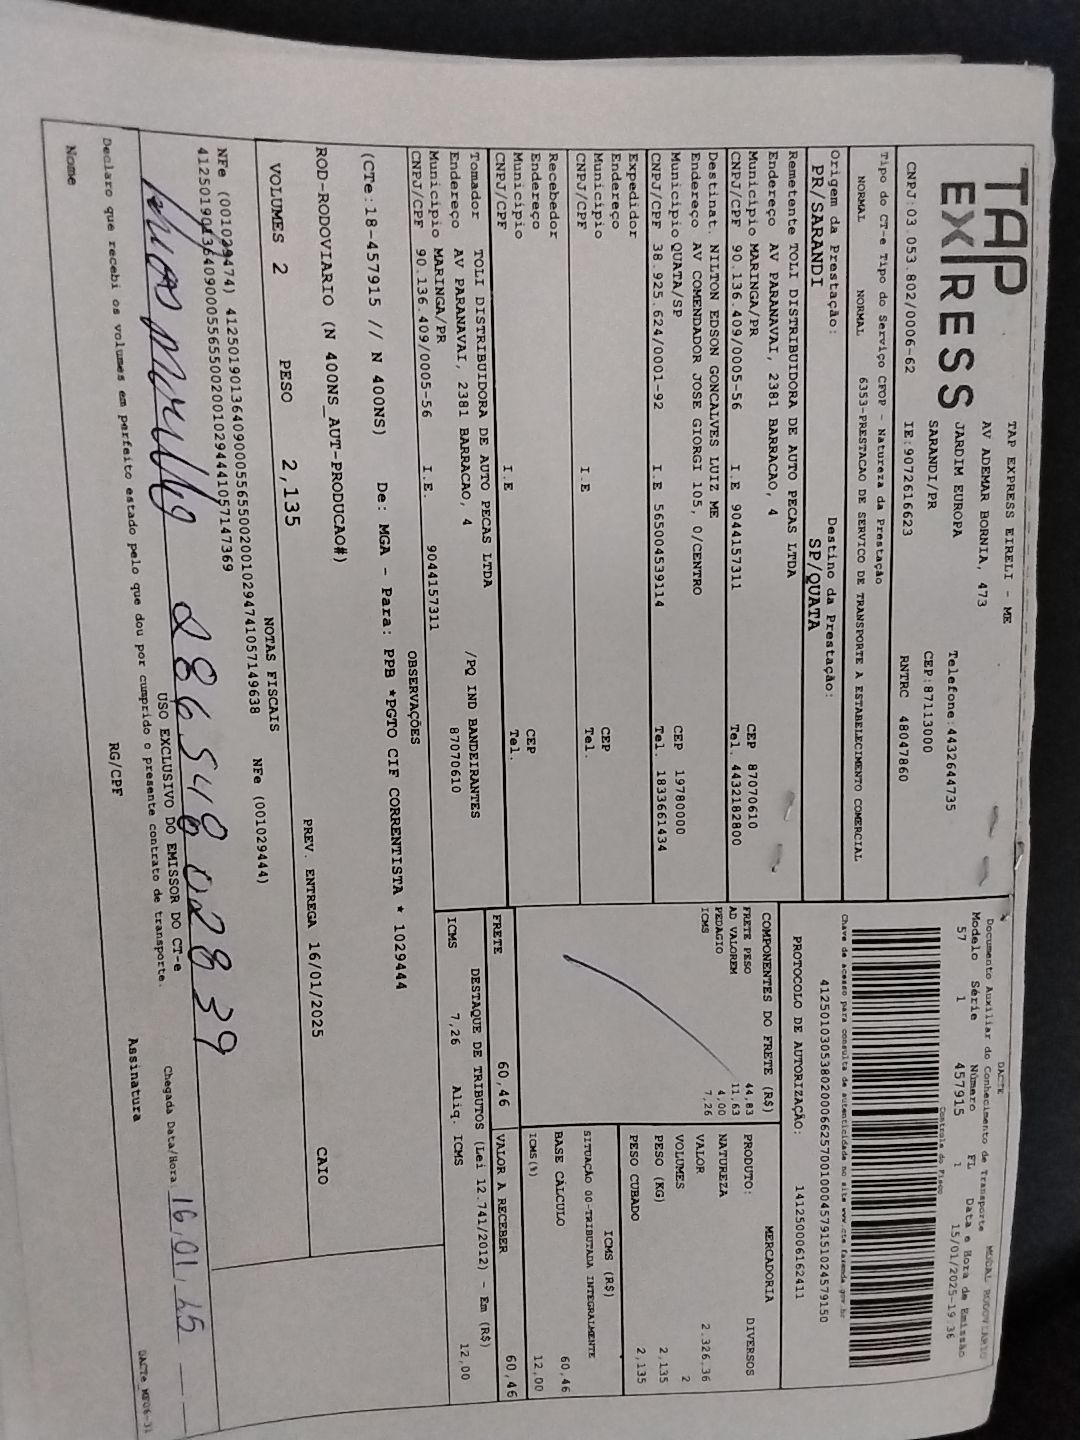 TAP EXPRESS
TAP EXPRESS EIRELI - ME
AV ADEMAR BORNIA, 473
JARDIM EUROPA
SARANDI/PR
Telefone:4432644735
CEP:87113000
CNPJ:03.053.802/0006-62 IE:9072616623 RNTRC 48047860
Tipo do CT-e Tipo do Serviço CFOP - Natureza da Prestação
NORMAL NORMAL 6353-PRESTACAO DE SERVICO DE TRANSPORTE A ESTABELECIMENTO COMERCIAL
Origem da Prestação: Destino da Prestação:
PR/SARANDI SP/QUATA
Remetente TOLI DISTRIBUIDORA DE AUTO PECAS LTDA
Endereço AV PARANAVAI, 2381 BARRACAO, 4
Município MARINGA/PR CEP 87070610
CNPJ/CPF 90.136.409/0005-56 I.E 9044157311 Tel. 4432182800
Destinat. NILTON EDSON GONCALVES LUIZ ME
Endereço AV COMENDADOR JOSE GIORGI 105, 0/CENTRO
Município QUATA/SP CEP 19780000
CNPJ/CPF 38.925.624/0001-92 I.E 565004539114 Tel. 1833661434
Expedidor
Endereço
Município CEP
CNPJ/CPF I.E Tel.
Recebedor
Endereço
Município CEP
CNPJ/CPF I.E Tel.
Tomador TOLI DISTRIBUIDORA DE AUTO PECAS LTDA
Endereço AV PARANAVAI, 2381 BARRACAO, 4 /PQ IND BANDEIRANTES
Município MARINGA/PR 87070610
CNPJ/CPF 90.136.409/0005-56 I.E. 9044157311
OBSERVAÇÕES
(CTe:18-457915 // N 400NS) De: MGA - Para: PPB *PGTO CIF CORRENTISTA * 1029444
ROD-RODOVIARIO (N 400NS_AUT-PRODUCAO#)
PREV. ENTREGA 16/01/2025 CAIO
VOLUMES 2 PESO 2,135
NOTAS FISCAIS
NFe (001029474) 41250190136409000556550020010294741057149638 NFe (001029444)
41250190136409000556550020010294441057147369
286548028 39
USO EXCLUSIVO DO EMISSOR DO CT-e
Declaro que recebi os volumes em perfeito estado pelo que dou por cumprido o presente contrato de transporte.
Chegada Data/Hora 16,01,25
Nome RG/CPF Assinatura
DACTE
Documento Auxiliar do Conhecimento de Transporte MODAL RODOVIARIO
Modelo Série Número FL Data e Hora de Emissão
57 1 457915 1 15/01/2025-19:36
Controle do Fisco
Chave de acesso para consulta de autenticidade no site www.cte.fazenda.gov.br
41250103053802000662570010004579151024579150
PROTOCOLO DE AUTORIZAÇÃO: 141250006162411
COMPONENTES DO FRETE (R$)
FRETE PESO 44,83
AD VALOREM 11,63
PEDAGIO 4,00
ICMS 7,26
MERCADORIA
PRODUTO: DIVERSOS
NATUREZA
VALOR 2.326,36
VOLUMES 2
PESO (KG) 2,135
PESO CUBADO 2,135
ICMS (R$)
SITUAÇÃO 00-TRIBUTADA INTEGRALMENTE
BASE CÁLCULO 60,46
ICMS(%) 12,00
FRETE 60,46 VALOR A RECEBER 60,46
DESTAQUE DE TRIBUTOS (Lei 12.741/2012) - Em (R$)
ICMS 7,26 Aliq. ICMS 12,00